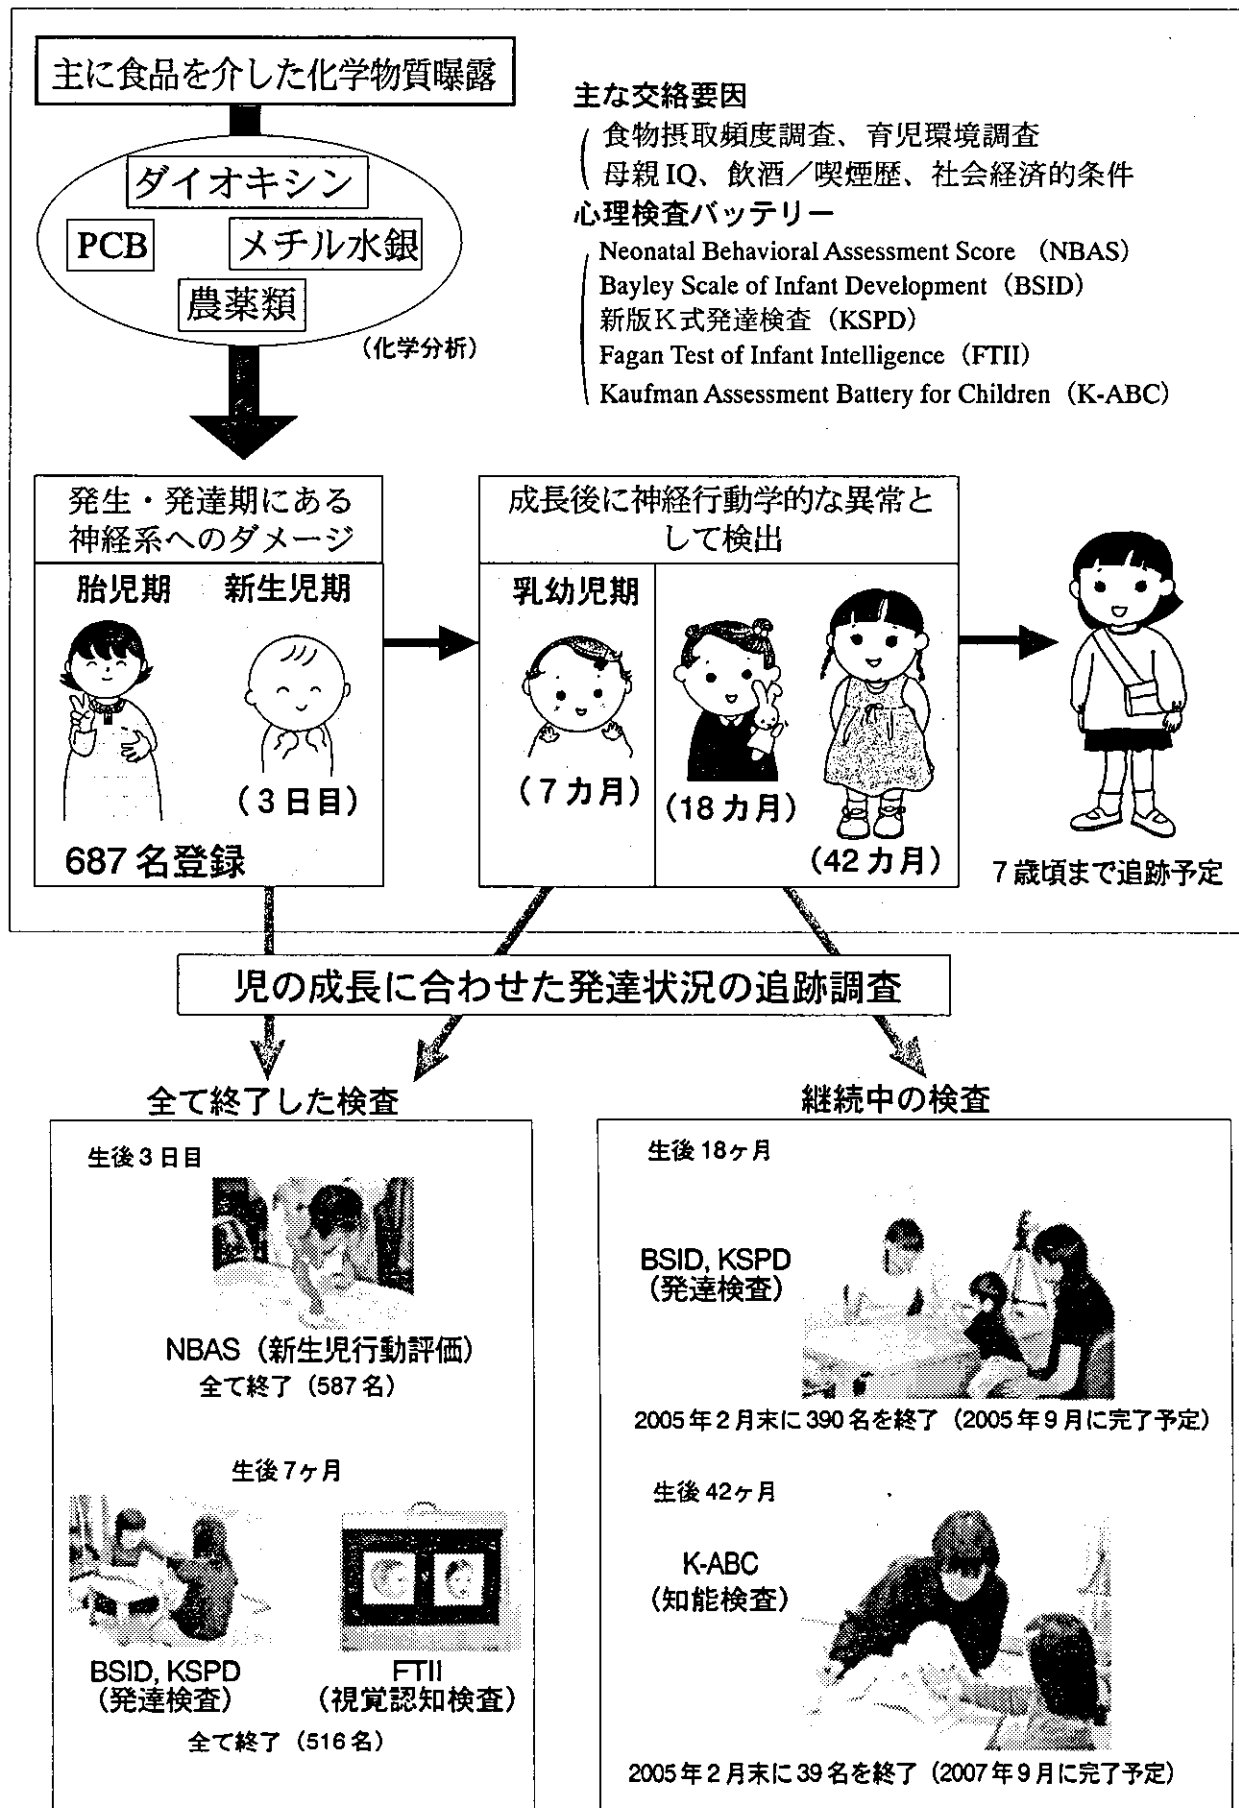 主に食品を介した化学物質曝露
ダイオキシン
PCB
メチル水銀
農薬類
(化学分析)
主な交絡要因
食物摂取頻度調査、育児環境調査
母親IQ、飲酒／喫煙歴、社会経済的条件
心理検査バッテリー
Neonatal Behavioral Assessment Score （NBAS）
Bayley Scale of Infant Development（BSID）
新版K式発達検査（KSPD）
Fagan Test of Infant Intelligence（FTII）
Kaufman Assessment Battery for Children（K-ABC）
発生・発達期にある
神経系へのダメージ
胎児期
新生児期
(3日目)
687名登録
成長後に神経行動学的な異常と
して検出
乳幼児期
(7カ月)
(18カ月)
(42カ月)
7歳頃まで追跡予定
児の成長に合わせた発達状況の追跡調査
全て終了した検査
生後3日目
NBAS（新生児行動評価）
全て終了（587名）
生後7ヶ月
BSID, KSPD
（発達検査）
FTII
（視覚認知検査）
全て終了（516名）
継続中の検査
生後18ヶ月
BSID, KSPD
（発達検査）
2005年2月末に390名を終了（2005年9月に完了予定）
生後42ヶ月
K-ABC
（知能検査）
2005年2月末に39名を終了（2007年9月に完了予定）